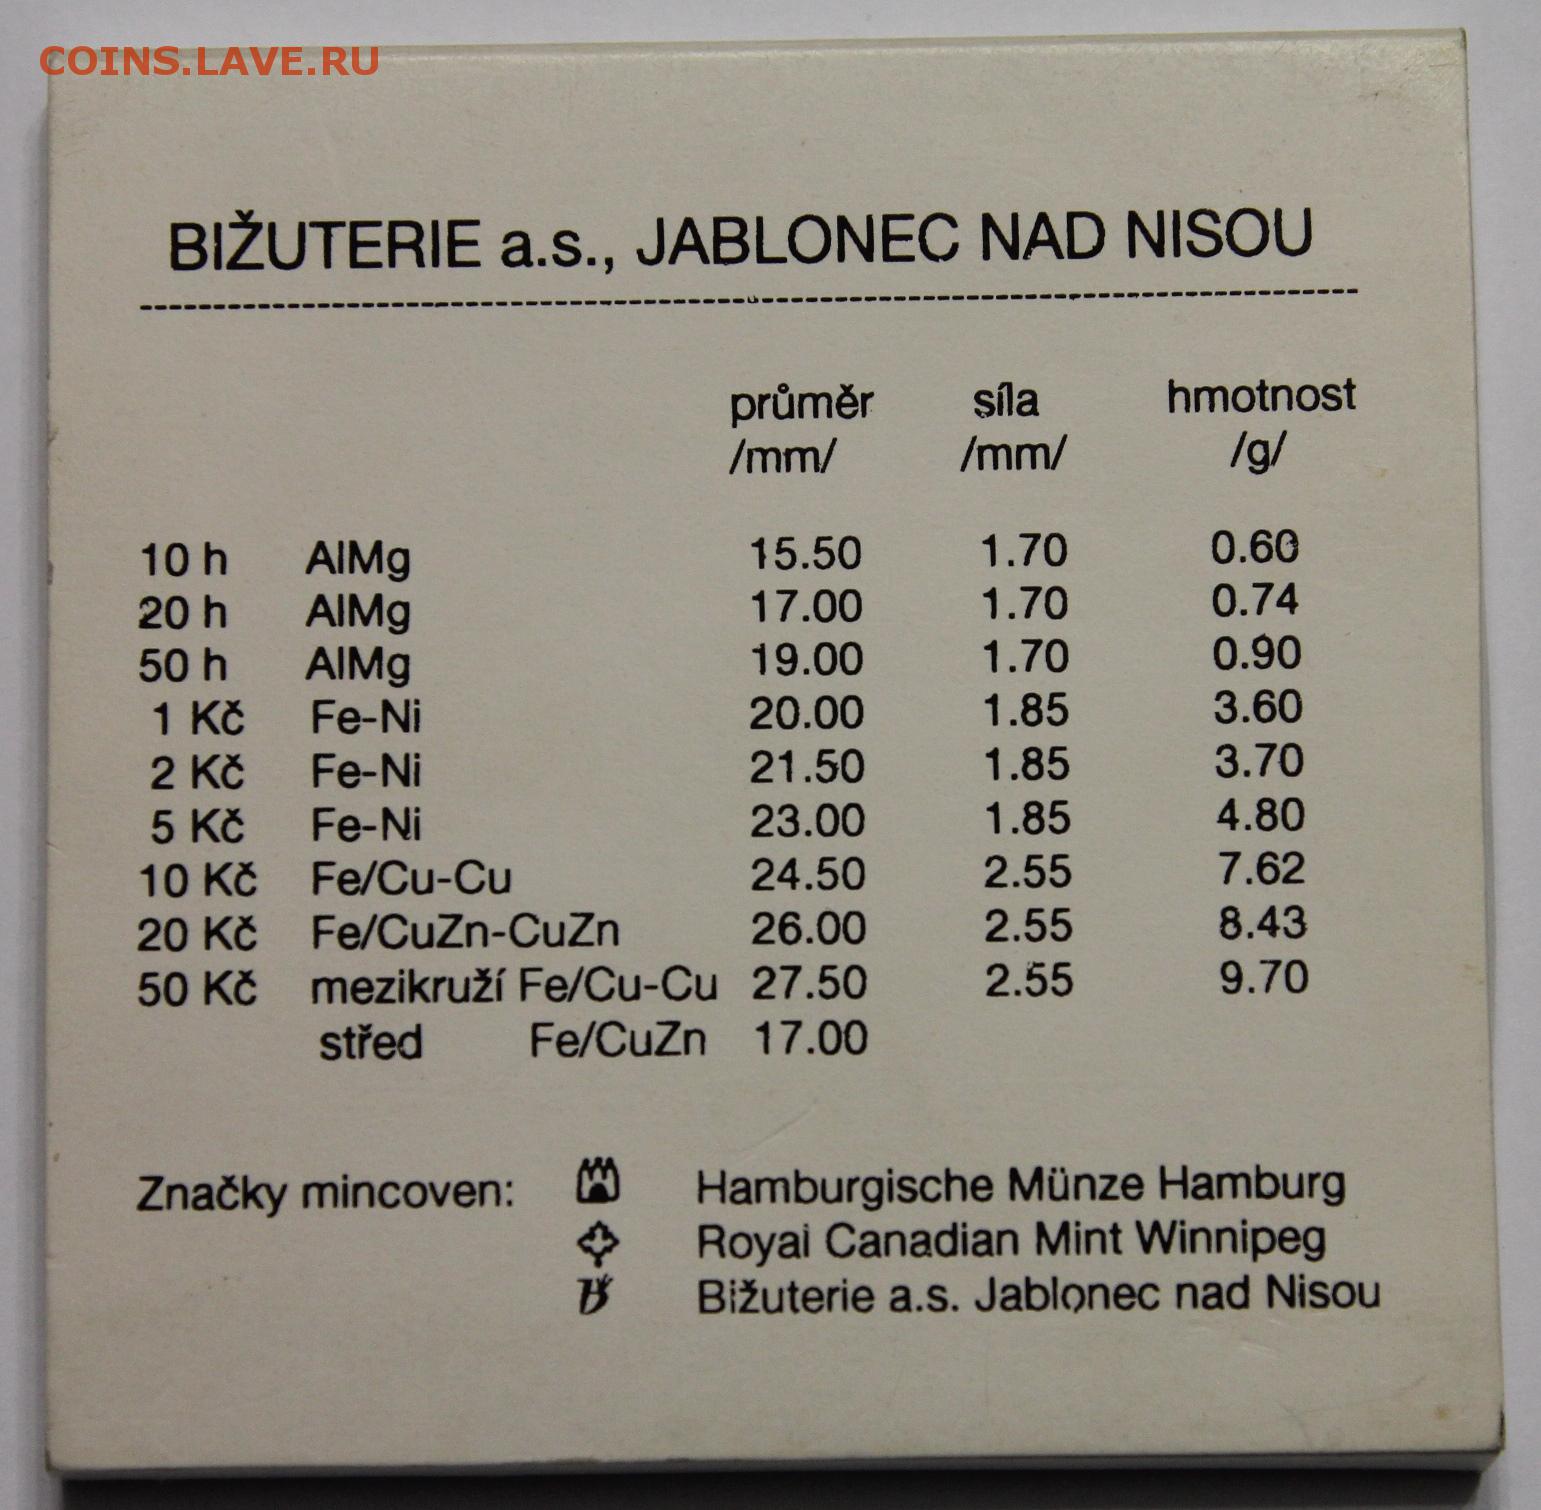 COINS.LAVE.RU
BIŽUTERIE a.s., JABLONEC NAD NISOU
průměr síla hmotnost
/mm/ /mm/ /g/
10 h AlMg 15.50 1.70 0.60
20 h AlMg 17.00 1.70 0.74
50 h AlMg 19.00 1.70 0.90
1 Kč Fe-Ni 20.00 1.85 3.60
2 Kč Fe-Ni 21.50 1.85 3.70
5 Kč Fe-Ni 23.00 1.85 4.80
10 Kč Fe/Cu-Cu 24.50 2.55 7.62
20 Kč Fe/CuZn-CuZn 26.00 2.55 8.43
50 Kč mezikruží Fe/Cu-Cu 27.50 2.55 9.70
střed Fe/CuZn 17.00
Značky mincoven: Hamburgische Münze Hamburg
Royal Canadian Mint Winnipeg
Bižuterie a.s. Jablonec nad Nisou